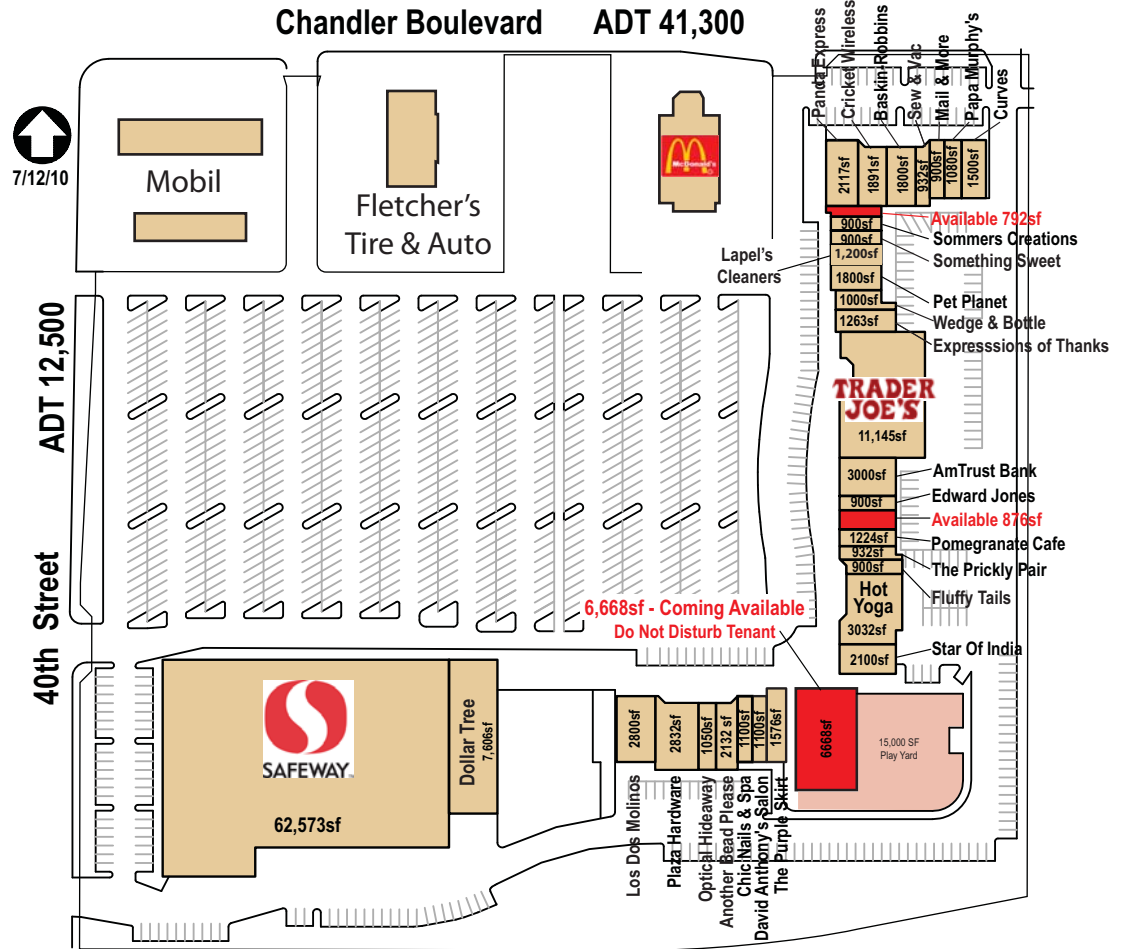 Chandler Boulevard ADT 41,300
7/12/10
Mobil
Fletcher's
Tire & Auto
McDonald's
Panda Express
Cricket Wireless
Baskin-Robbins
Sew & Vac
Mail & More
Papa Murphy's
Curves
2117sf
1891sf
1800sf
932sf
900sf
1080sf
1500sf
Available 792sf
900sf
Sommers Creations
900sf
Something Sweet
Lapel's
Cleaners
1,200sf
1800sf
Pet Planet
1000sf
Wedge & Bottle
1263sf
Expresssions of Thanks
TRADER
JOE'S
11,145sf
3000sf
AmTrust Bank
900sf
Edward Jones
Available 876sf
1224sf
Pomegranate Cafe
932sf
The Prickly Pair
900sf
Fluffy Tails
Hot
Yoga
3032sf
2100sf
Star Of India
ADT 12,500
40th Street
6,668sf - Coming Available
Do Not Disturb Tenant
SAFEWAY
62,573sf
Dollar Tree
7,606sf
2800sf
2832sf
1050sf
2132 sf
1100sf
1100sf
1576sf
6668sf
15,000 SF
Play Yard
Los Dos Molinos
Plaza Hardware
Optical Hideaway
Another Bead Please
Chic Nails & Spa
David Anthony's Salon
The Purple Skirt